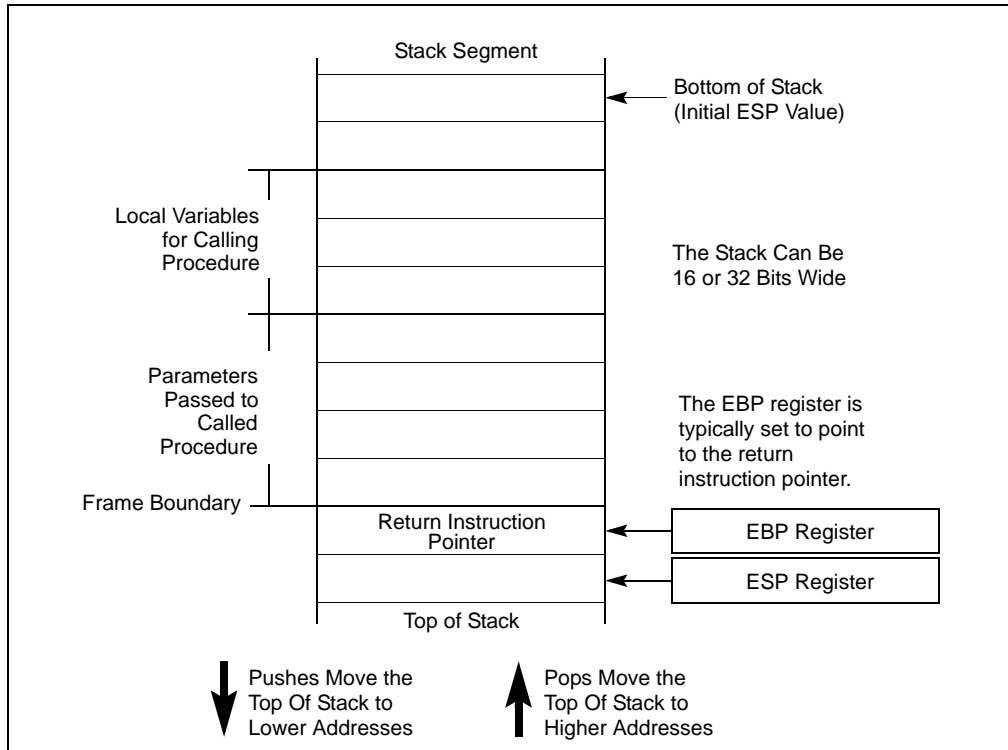 Stack Segment
Bottom of Stack
(Initial ESP Value)
Local Variables
for Calling
Procedure
The Stack Can Be
16 or 32 Bits Wide
Parameters
Passed to
Called
Procedure
The EBP register is
typically set to point
to the return
instruction pointer.
Frame Boundary
Return Instruction
Pointer
EBP Register
ESP Register
Top of Stack
Pushes Move the
Top Of Stack to
Lower Addresses
Pops Move the
Top Of Stack to
Higher Addresses